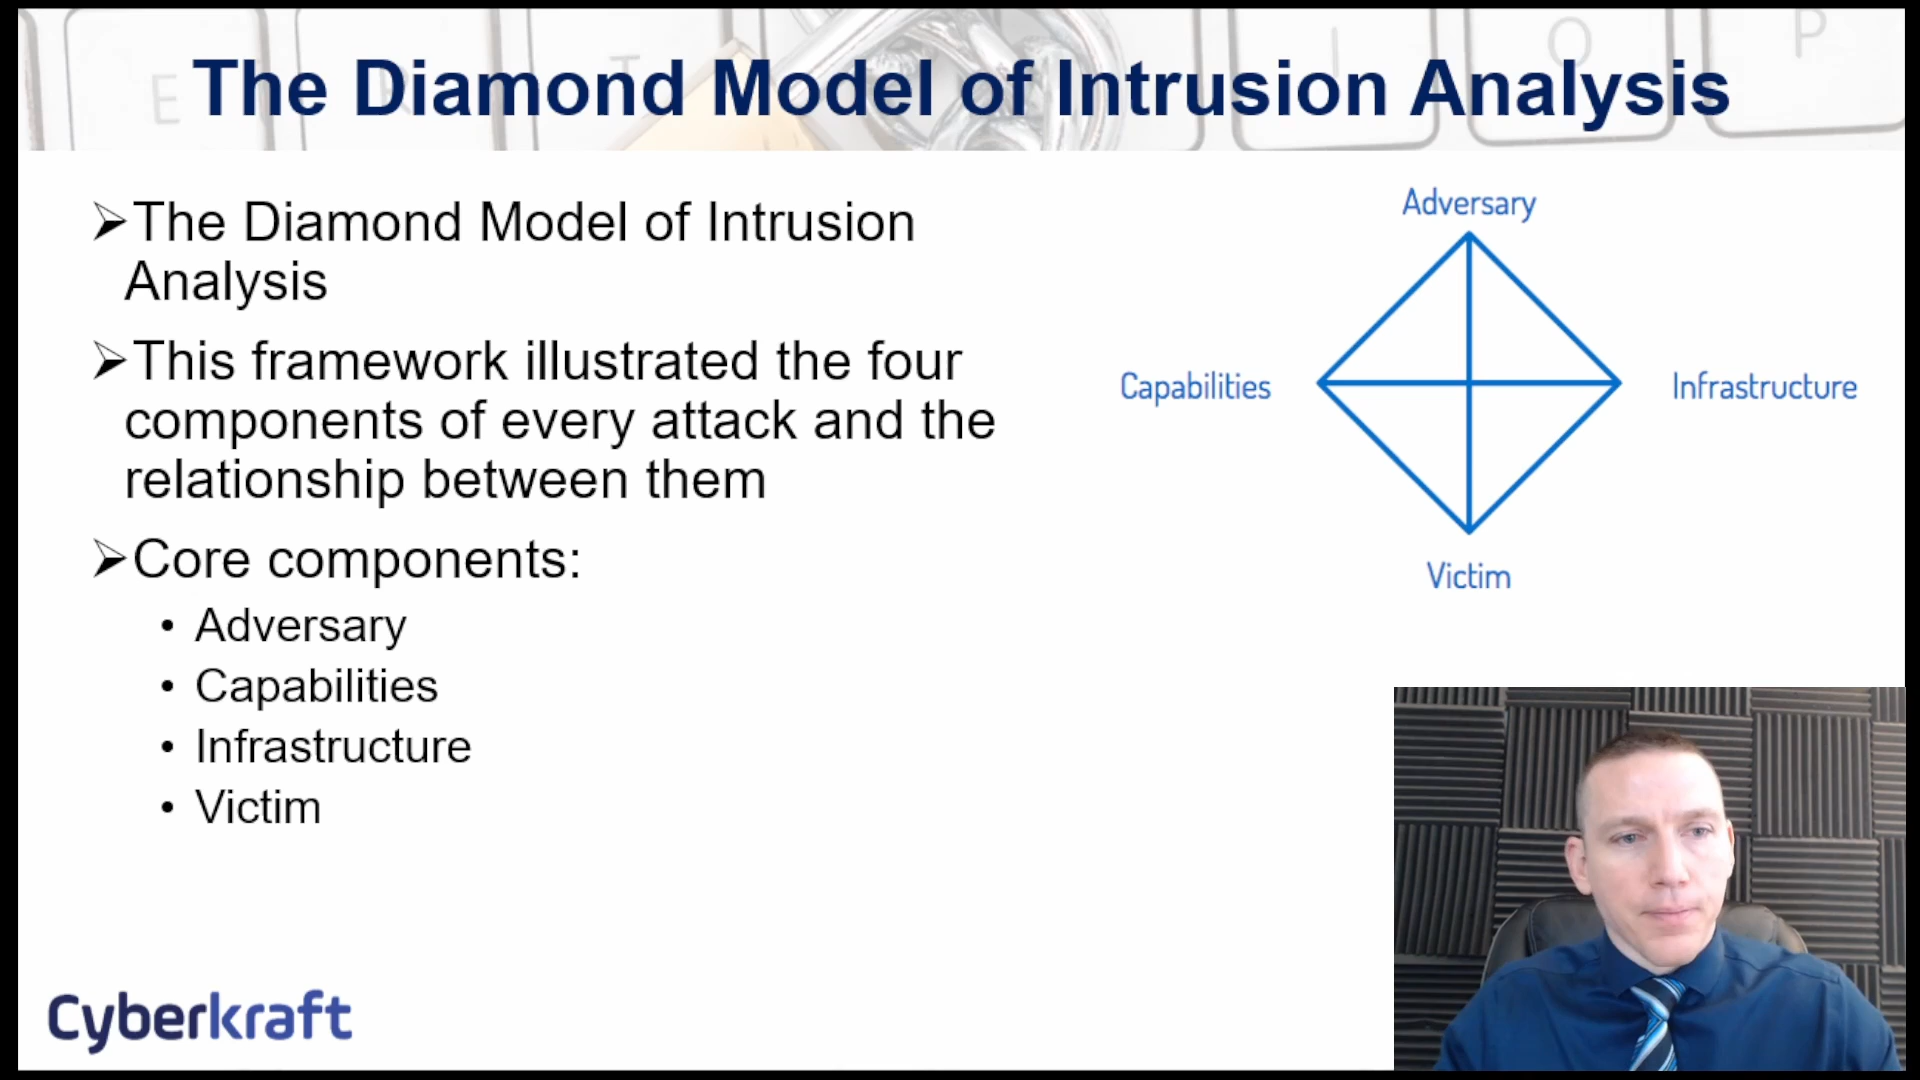 The Diamond Model of Intrusion Analysis
E R T I O P
➢The Diamond Model of Intrusion
Analysis
➢This framework illustrated the four
components of every attack and the
relationship between them
➢Core components:
• Adversary
• Capabilities
• Infrastructure
• Victim
Adversary
Capabilities
Infrastructure
Victim
Cyberkraft